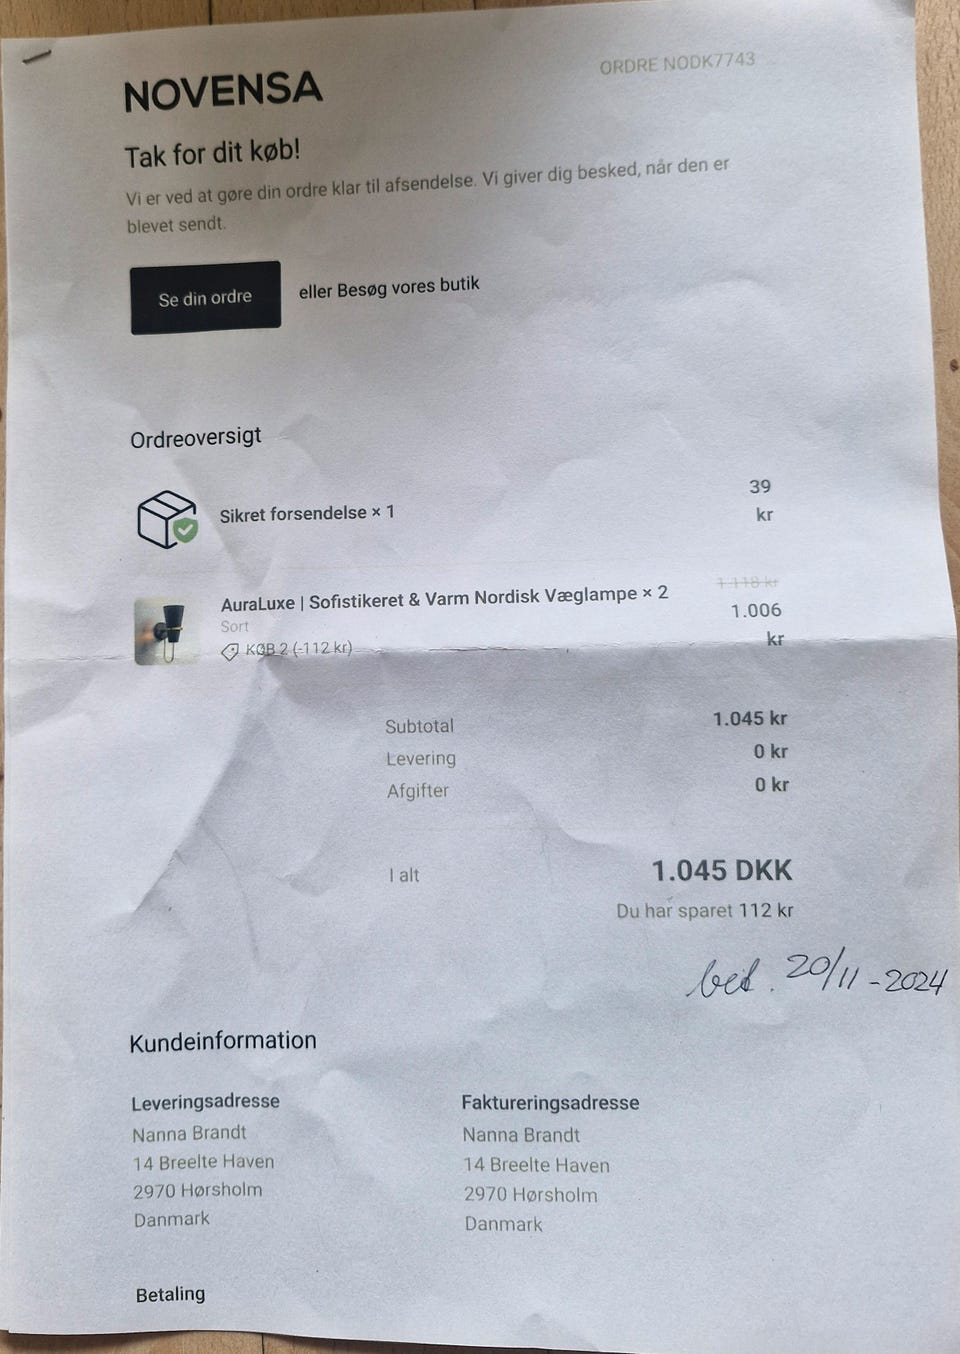 ORDRE NODK7743
NOVENSA
Tak for dit køb!
Vi er ved at gøre din ordre klar til afsendelse. Vi giver dig besked, når den er
blevet sendt.
Se din ordre eller Besøg vores butik
Ordreoversigt
Sikret forsendelse × 1 39
kr
AuraLuxe | Sofistikeret & Varm Nordisk Væglampe × 2 1.118 kr
Sort 1.006
KØB 2 (-112 kr) kr
Subtotal 1.045 kr
Levering 0 kr
Afgifter 0 kr
I alt 1.045 DKK
Du har sparet 112 kr
bet. 20/11-2024
Kundeinformation
Leveringsadresse Faktureringsadresse
Nanna Brandt Nanna Brandt
14 Breelte Haven 14 Breelte Haven
2970 Hørsholm 2970 Hørsholm
Danmark Danmark
Betaling